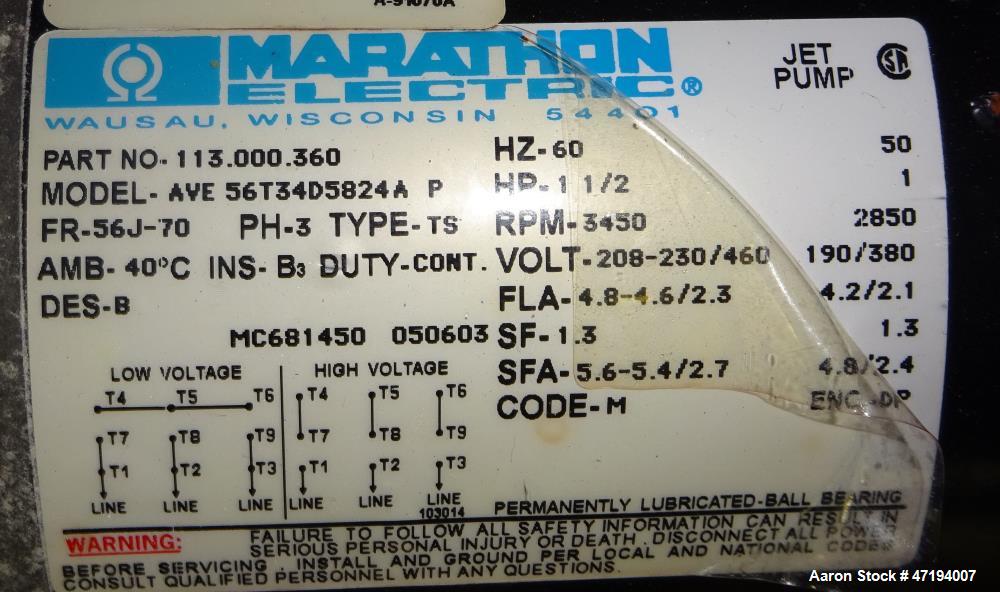 A-91070A
MARATHON
ELECTRIC®
WAUSAU, WISCONSIN 54401
JET
PUMP
SA
PART NO- 113.000.360
MODEL- AYE 56T34D5824A P
FR-56J-70 PH-3 TYPE-TS
AMB- 40°C INS- B3 DUTY-CONT.
DES-B
MC681450 050603
HZ-60 50
HP-1 1/2 1
RPM-3450 2850
VOLT-208-230/460 190/380
FLA-4.8-4.6/2.3 4.2/2.1
SF-1.3 1.3
SFA-5.6-5.4/2.7 4.8/2.4
CODE-M ENC-DP
LOW VOLTAGE HIGH VOLTAGE
T4 T5 T6 T4 T5 T6
T7 T8 T9 T7 T8 T9
T1 T2 T3 T1 T2 T3
LINE LINE LINE LINE LINE LINE
103014
PERMANENTLY LUBRICATED-BALL BEARING
WARNING: FAILURE TO FOLLOW ALL SAFETY INFORMATION CAN RESULT IN
SERIOUS PERSONAL INJURY OR DEATH. DISCONNECT ALL POWER
BEFORE SERVICING, INSTALL AND GROUND PER LOCAL AND NATIONAL CODES
CONSULT QUALIFIED PERSONNEL WITH ANY QUESTIONS.
Aaron Stock # 47194007